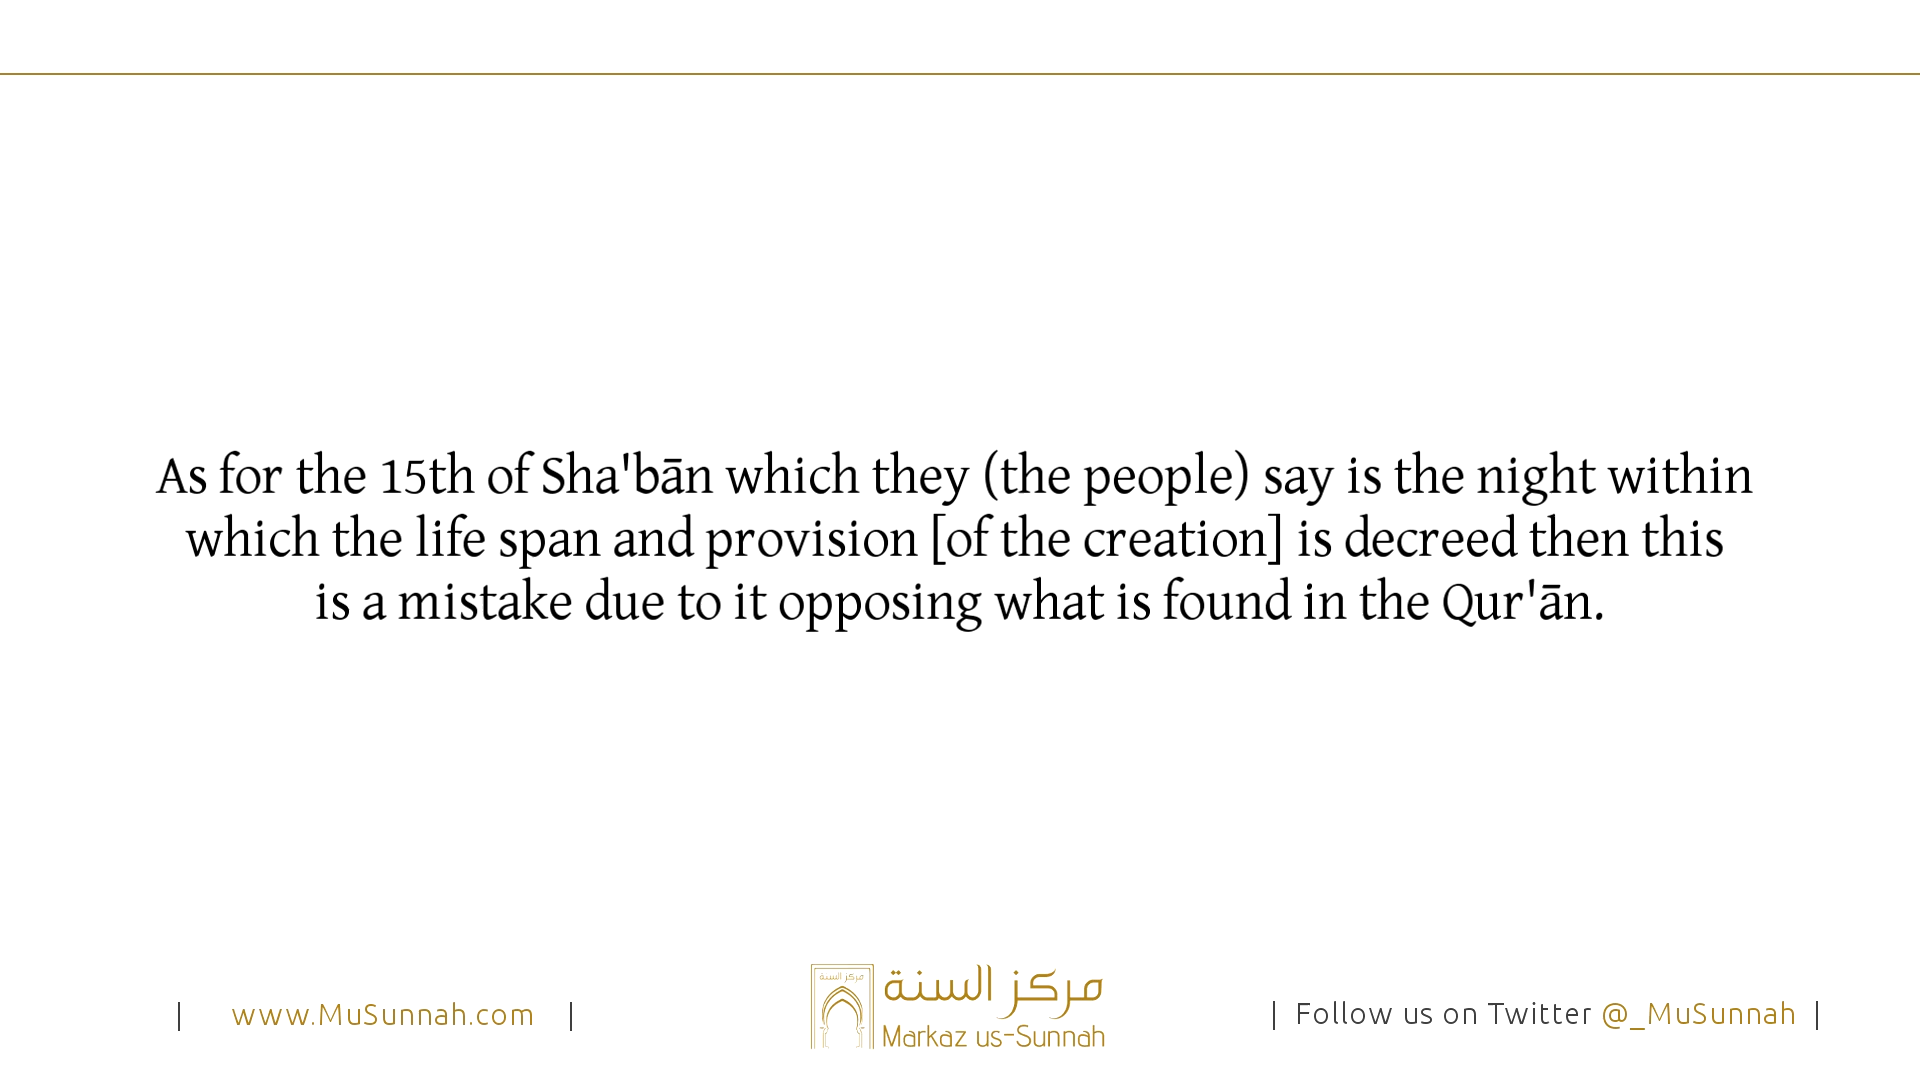 As for the 15th of Sha'bān which they (the people) say is the night within
which the life span and provision [of the creation] is decreed then this
is a mistake due to it opposing what is found in the Qur'ān.
| www.MuSunnah.com |
مركز السنة
مركز السنة
Markaz us-Sunnah
| Follow us on Twitter @_MuSunnah |